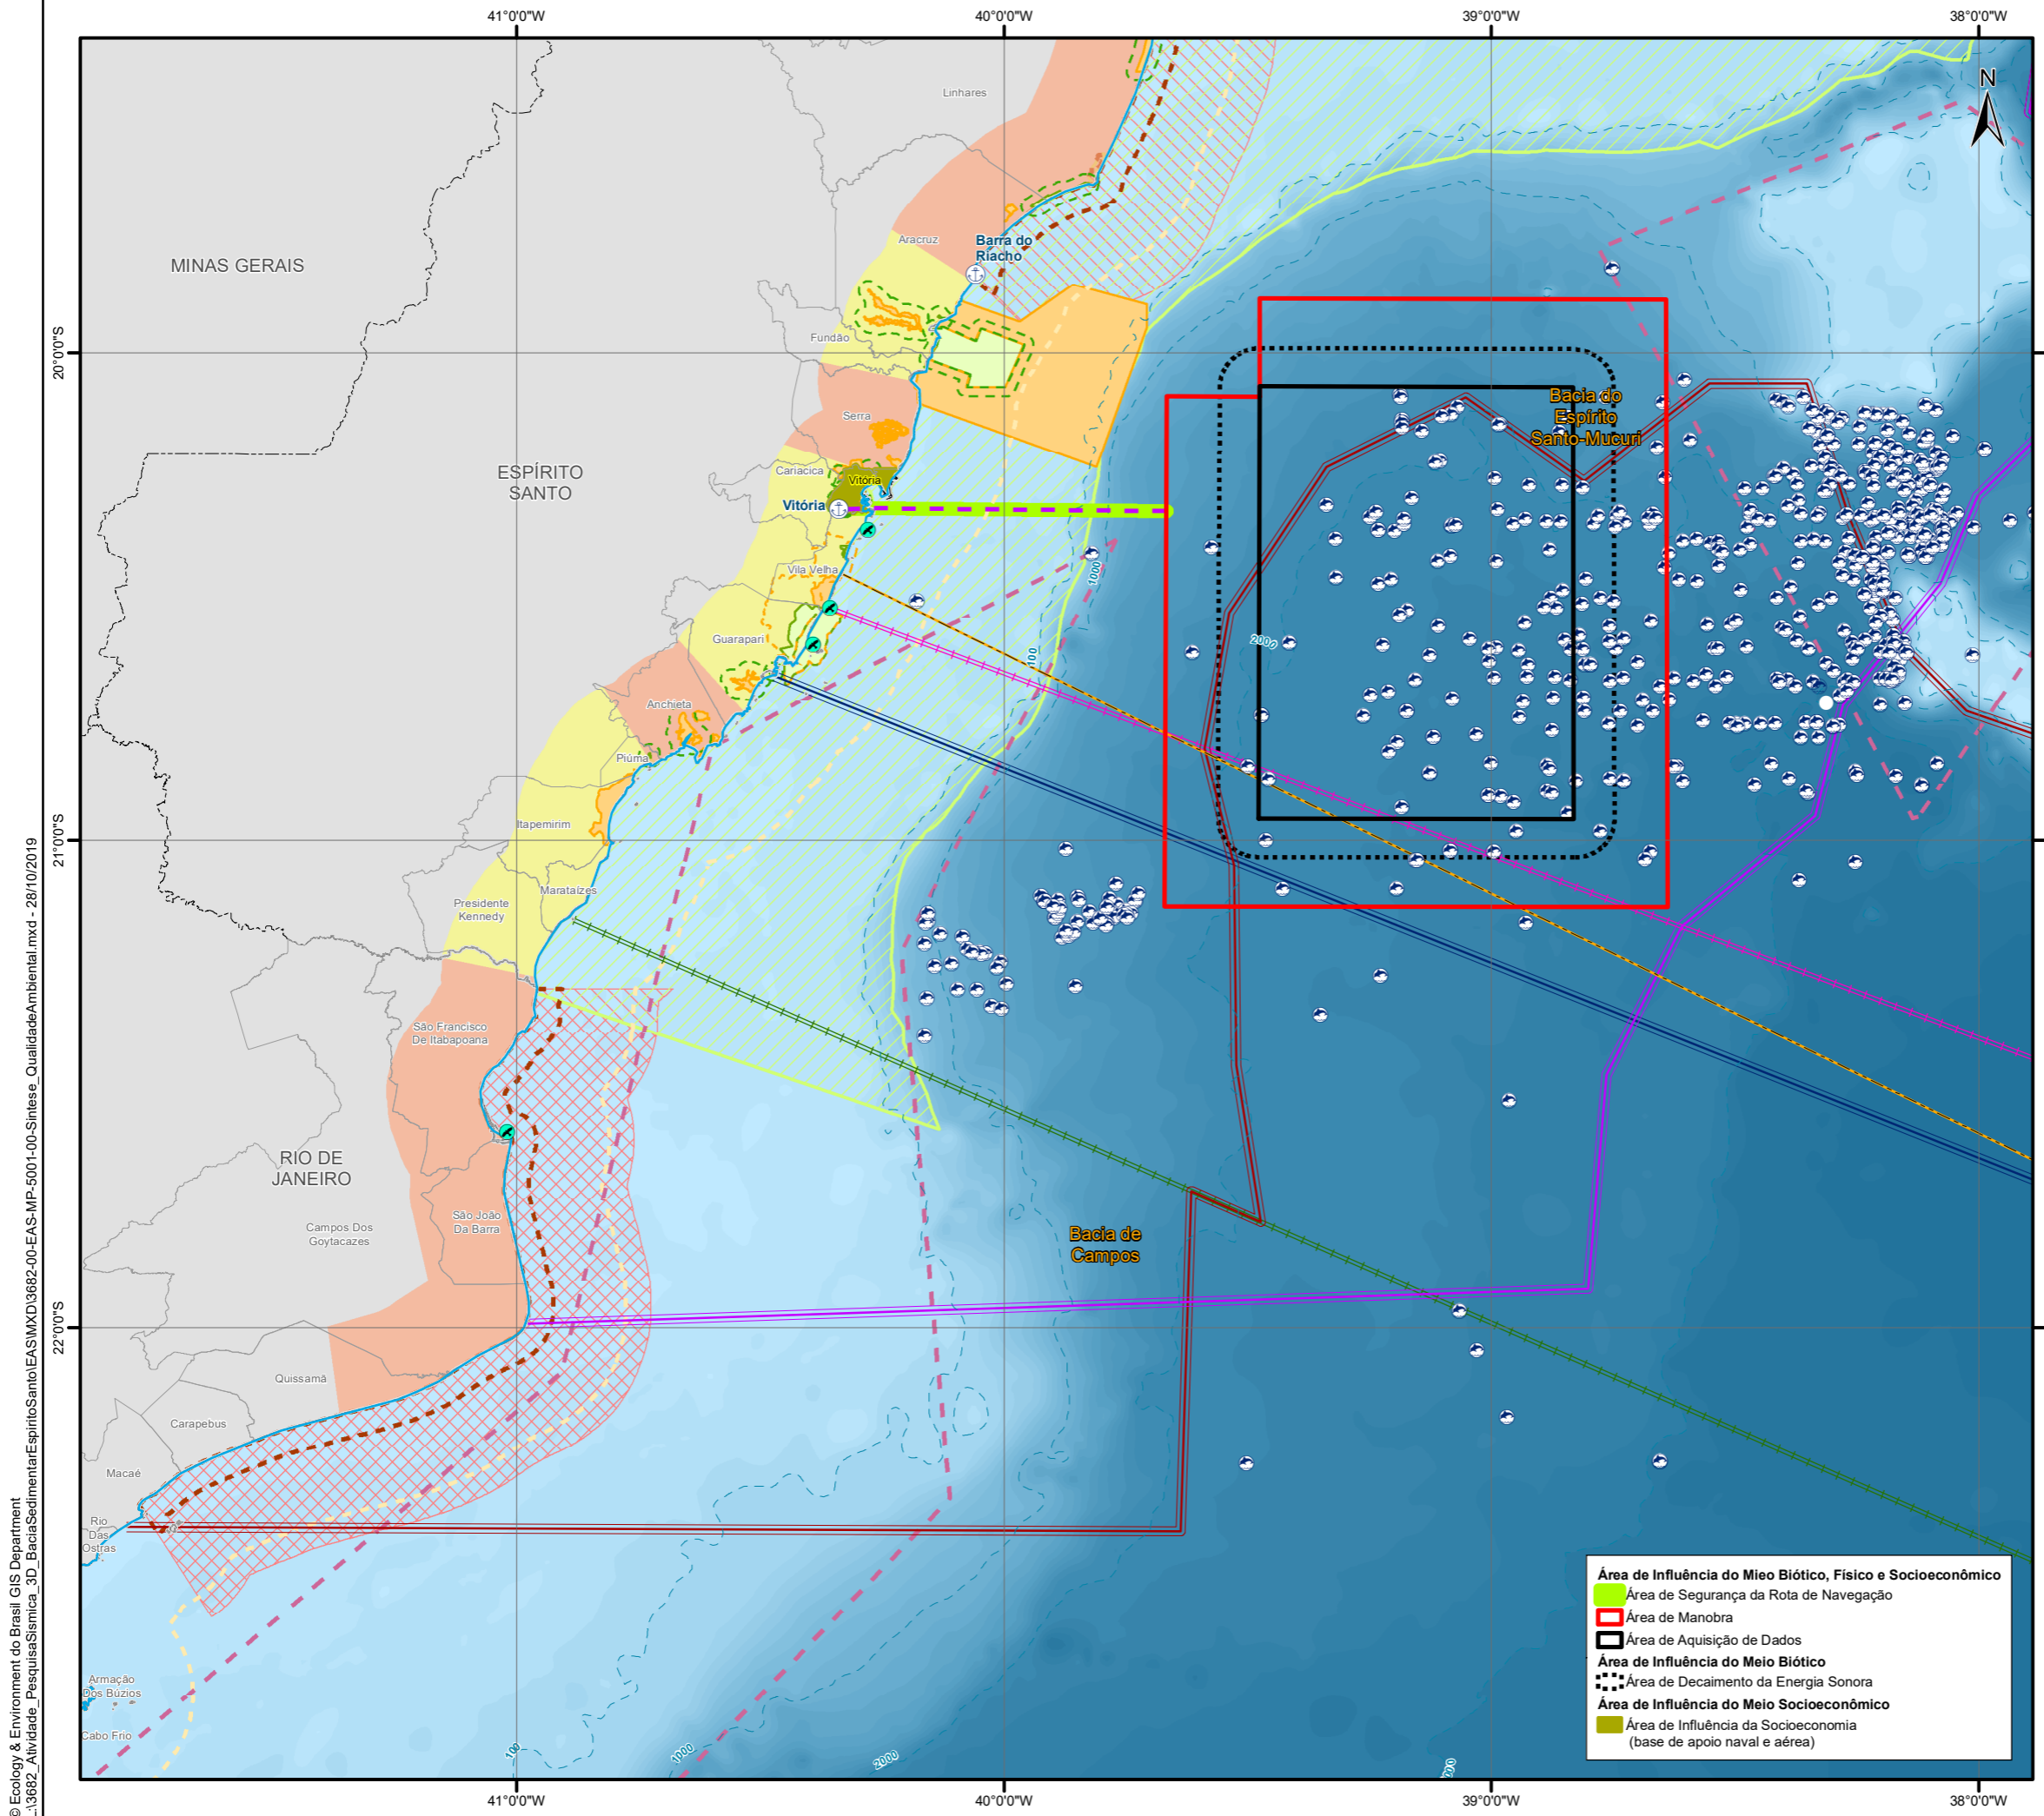 41°0'0"W
40°0'0"W
39°0'0"W
38°0'0"W
N
Linhares
MINAS GERAIS
Aracruz
Barra do
Riacho
20°0'0"S
Fundão
Bacia do
Espírito
Santo-Mucuri
Serra
ESPÍRITO
SANTO
Cariacica
Vitória
Vitória
Vila Velha
1000
Guarapari
2000
100
Anchieta
Piúma
21°0'0"S
Itapemirim
Marataízes
Presidente
Kennedy
São Francisco
De Itabapoana
RIO DE
JANEIRO
São João
Da Barra
Campos Dos
Goytacazes
Bacia de
Campos
22°0'0"S
Quissamã
Carapebus
Macaé
Rio
Das
Ostras
Armação
Dos Búzios
Cabo Frio
100
1000
2000
Área de Influência do Mieo Biótico, Físico e Socioeconômico
Área de Segurança da Rota de Navegação
Área de Manobra
Área de Aquisição de Dados
Área de Influência do Meio Biótico
Área de Decaimento da Energia Sonora
Área de Influência do Meio Socioeconômico
Área de Influência da Socioeconomia
(base de apoio naval e aérea)
41°0'0"W
40°0'0"W
39°0'0"W
38°0'0"W
© Ecology & Environment do Brasil GIS Department
L:\3682_Atividade_PesquisaSismica_3D_BaciaSedimentarEspiritoSanto\EAS\MXD\3682-00-EAS-MP-5001-00-Sintese_QualidadeAmbiental.mxd - 28/10/2019